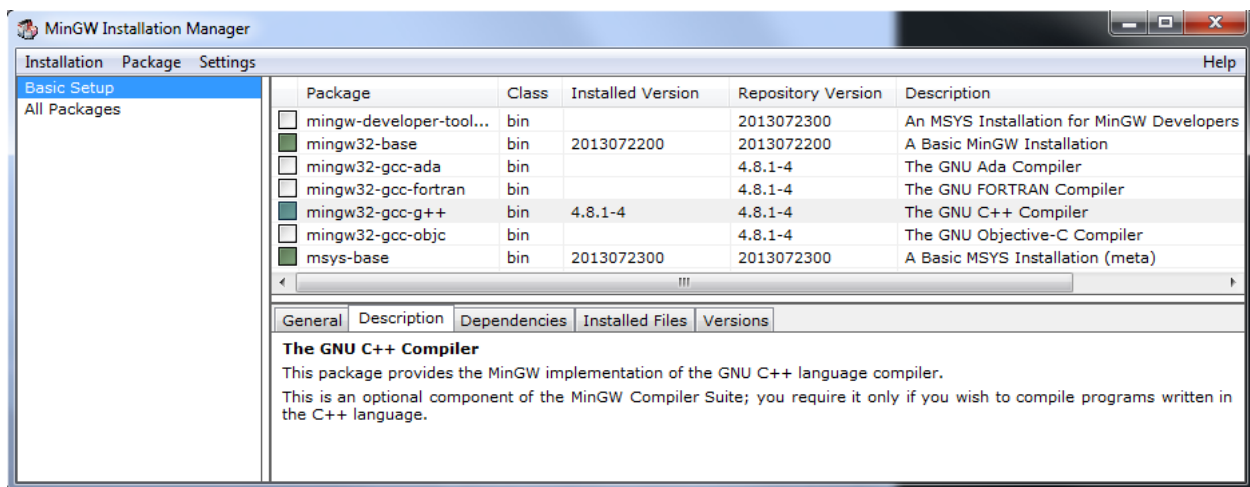 MinGW Installation Manager
Installation Package Settings Help
Basic Setup
All Packages
Package Class Installed Version Repository Version Description
mingw-developer-tool... bin 2013072300 An MSYS Installation for MinGW Developers
mingw32-base bin 2013072200 2013072200 A Basic MinGW Installation
mingw32-gcc-ada bin 4.8.1-4 The GNU Ada Compiler
mingw32-gcc-fortran bin 4.8.1-4 The GNU FORTRAN Compiler
mingw32-gcc-g++ bin 4.8.1-4 4.8.1-4 The GNU C++ Compiler
mingw32-gcc-objc bin 4.8.1-4 The GNU Objective-C Compiler
msys-base bin 2013072300 2013072300 A Basic MSYS Installation (meta)
General Description Dependencies Installed Files Versions
The GNU C++ Compiler
This package provides the MinGW implementation of the GNU C++ language compiler.
This is an optional component of the MinGW Compiler Suite; you require it only if you wish to compile programs written in
the C++ language.